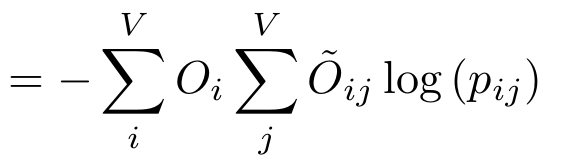 = - \sum_{i}^{V} O_i \sum_{j}^{V} \tilde{O}_{ij} \log (p_{ij})